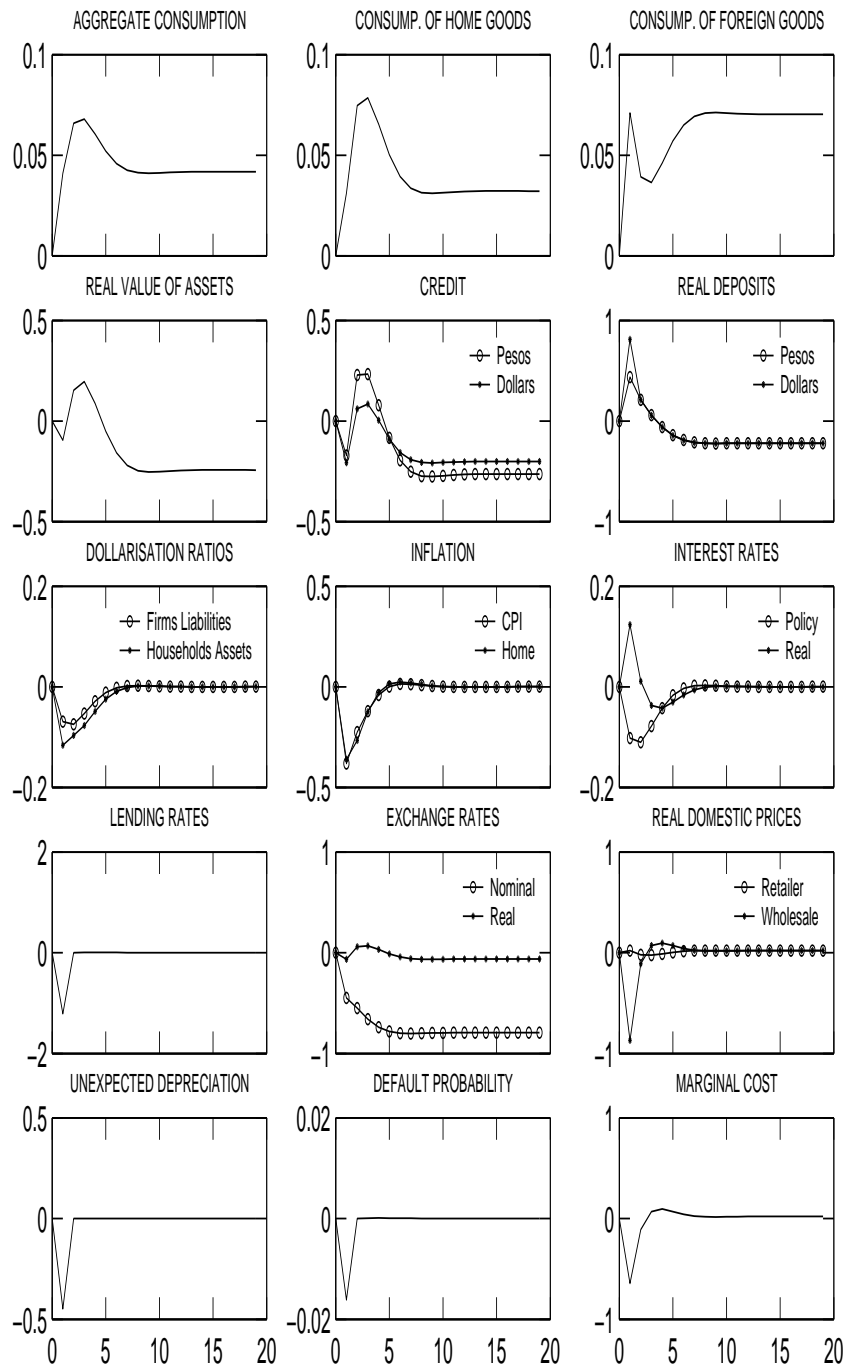 AGGREGATE CONSUMPTION
CONSUMP. OF HOME GOODS
CONSUMP. OF FOREIGN GOODS
0.1 0.1 0.1
0.05 0.05 0.05
0 0 0
REAL VALUE OF ASSETS
CREDIT
REAL DEPOSITS
0.5 0.5 1
Pesos
Dollars
Pesos
Dollars
0 0 0
−0.5 −0.5 −1
DOLLARISATION RATIOS
INFLATION
INTEREST RATES
0.2 0.5 0.2
Firms Liabilities
Households Assets
CPI
Home
Policy
Real
0 0 0
−0.2 −0.5 −0.2
LENDING RATES
EXCHANGE RATES
REAL DOMESTIC PRICES
2 1 1
Nominal
Real
Retailer
Wholesale
0 0 0
−2 −1 −1
UNEXPECTED DEPRECIATION
DEFAULT PROBABILITY
MARGINAL COST
0.5 0.02 1
0 0 0
−0.5 −0.02 −1
0 5 10 15 20 0 5 10 15 20 0 5 10 15 20